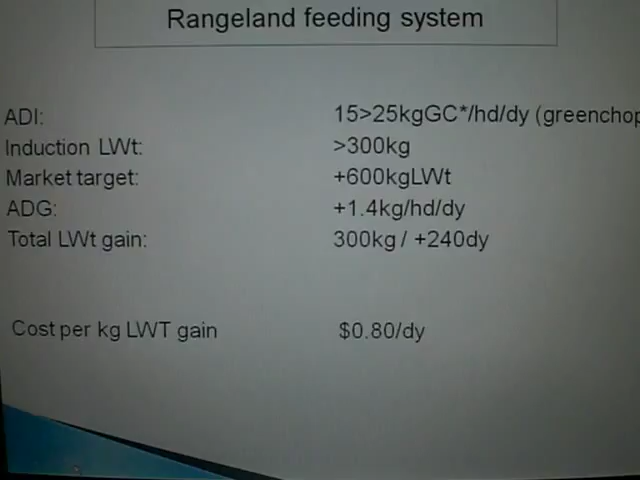 Rangeland feeding system
ADI: 15>25kgGC*/hd/dy (greenchop
Induction LWt: >300kg
Market target: +600kgLWt
ADG: +1.4kg/hd/dy
Total LWt gain: 300kg / +240dy
Cost per kg LWT gain $0.80/dy